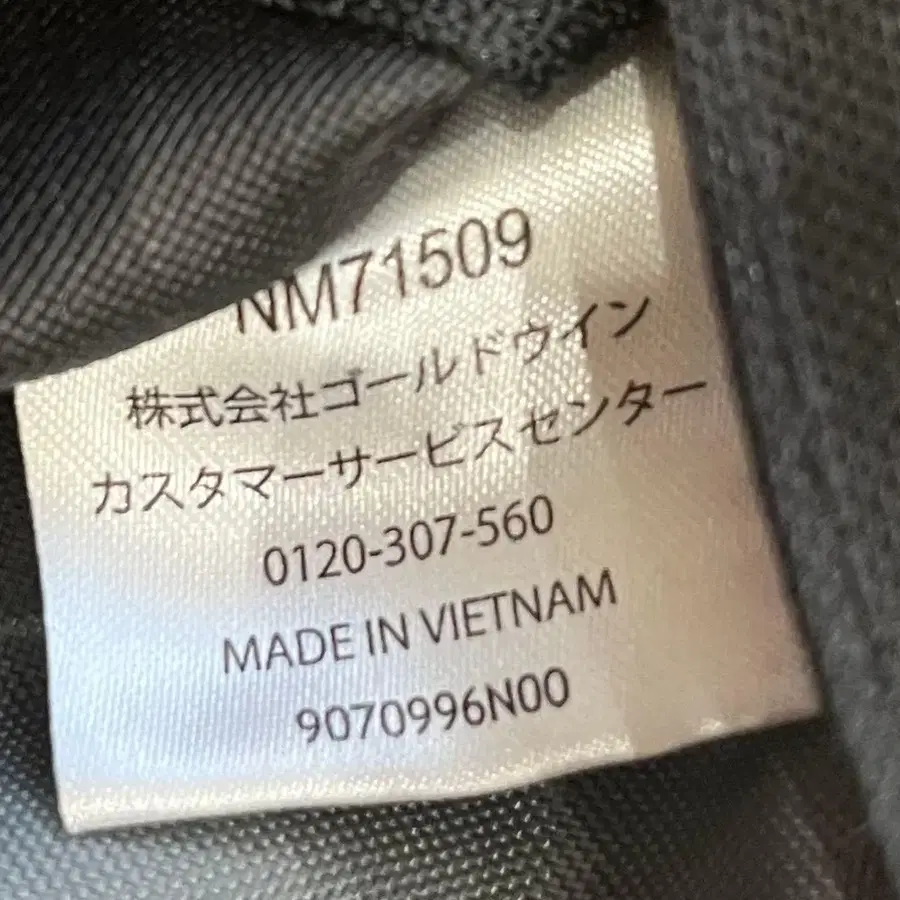 NM71509
株式会社ゴールドウイン
カスタマーサービスセンター
0120-307-560
MADE IN VIETNAM
9070996N00